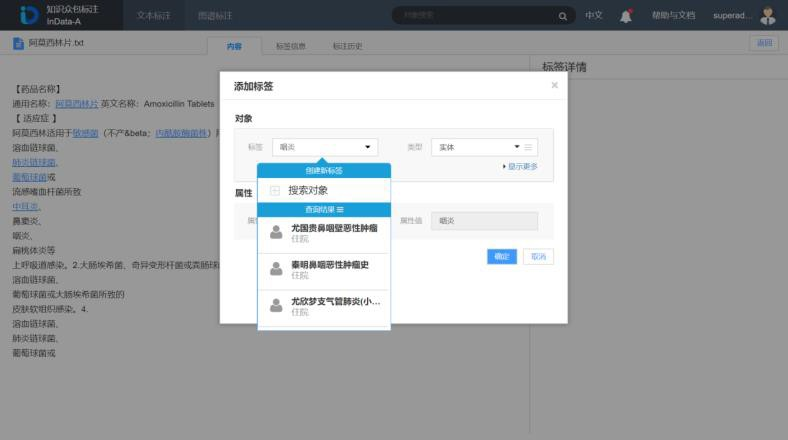 知识众包标注
InData-A
文本标注
图谱标注
对象搜索
中文
帮助与文档
superad...
阿莫西林片.txt
内容
标签信息
标注历史
返回
标签详情
【药品名称】
通用名称: 阿莫西林片 英文名称: Amoxicillin Tablets
【 适应症 】
阿莫西林适用于敏感菌（不产&beta; 内酰胺酶菌株）
溶血链球菌、
肺炎链球菌、
葡萄球菌或
流感嗜血杆菌所致
中耳炎、
鼻窦炎、
咽炎、
扁桃体炎等
上呼吸道感染。2.大肠埃希菌、奇异变形杆菌或粪肠球
溶血链球菌、
葡萄球菌或大肠埃希菌所致的
皮肤软组织感染。4.
溶血链球菌、
肺炎链球菌、
葡萄球菌或
添加标签
×
对象
标签
咽炎
类型
实体
显示更多
创建新标签
搜索对象
查询结果
尤国贵鼻咽壁恶性肿瘤
住院
秦明鼻咽恶性肿瘤史
住院
尤欣梦支气管肺炎(小...
住院
属性
属
属性值
咽炎
确定
取消